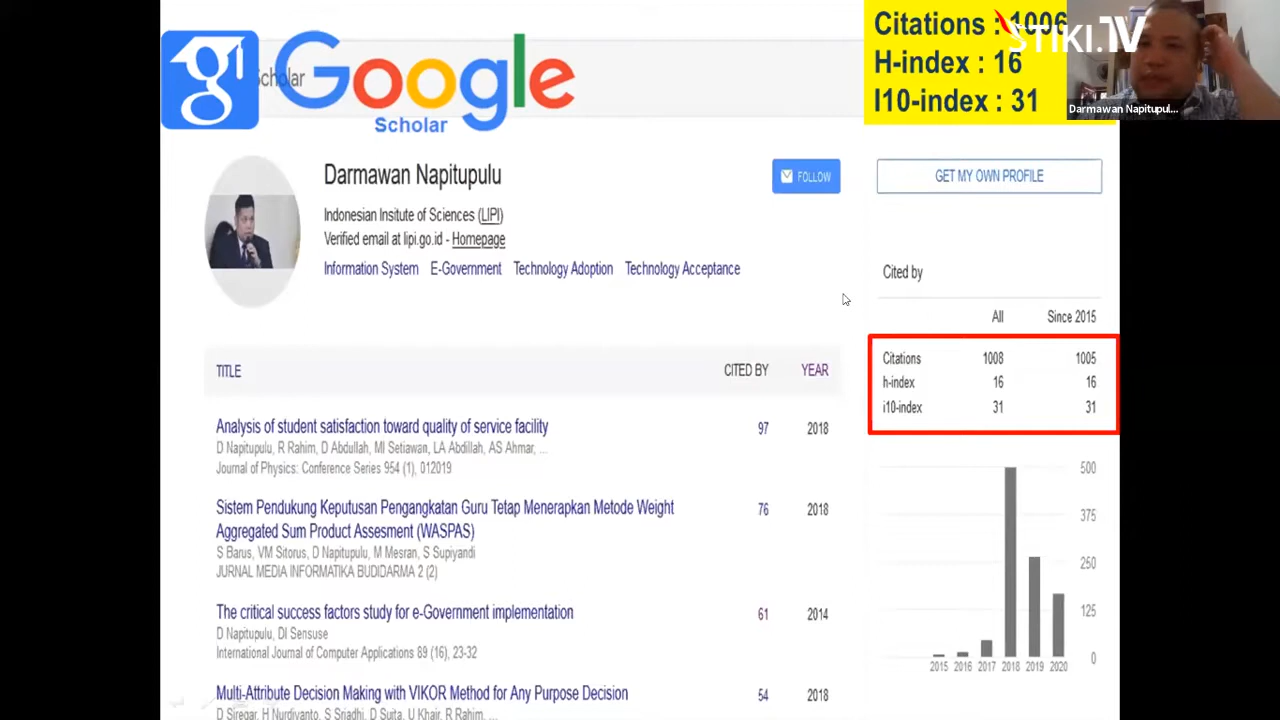 Citations : 1006
H-index : 16
I10-index : 31
STIKI.TV
Darmawan Napitupul...
Scholar
Google
Scholar
Darmawan Napitupulu
FOLLOW
GET MY OWN PROFILE
Indonesian Insitute of Sciences (LIPI)
Verified email at lipi.go.id - Homepage
Information System E-Government Technology Adoption Technology Acceptance
Cited by
All Since 2015
Citations 1008 1005
h-index 16 16
i10-index 31 31
TITLE CITED BY YEAR
Analysis of student satisfaction toward quality of service facility 97 2018
D Napitupulu, R Rahim, D Abdullah, MI Setiawan, LA Abdillah, AS Ahmar, ...
Journal of Physics: Conference Series 954 (1), 012019
Sistem Pendukung Keputusan Pengangkatan Guru Tetap Menerapkan Metode Weight 76 2018
Aggregated Sum Product Assesment (WASPAS)
S Barus, VM Sitorus, D Napitupulu, M Mesran, S Supiyandi
JURNAL MEDIA INFORMATIKA BUDIDARMA 2 (2)
The critical success factors study for e-Government implementation 61 2014
D Napitupulu, DI Sensuse
International Journal of Computer Applications 89 (16), 23-32
Multi-Attribute Decision Making with VIKOR Method for Any Purpose Decision 54 2018
D Siregar, H Nurdiyanto, S Sriadhi, D Suita, U Khair, R Rahim, ...
500
375
250
125
0
2015 2016 2017 2018 2019 2020